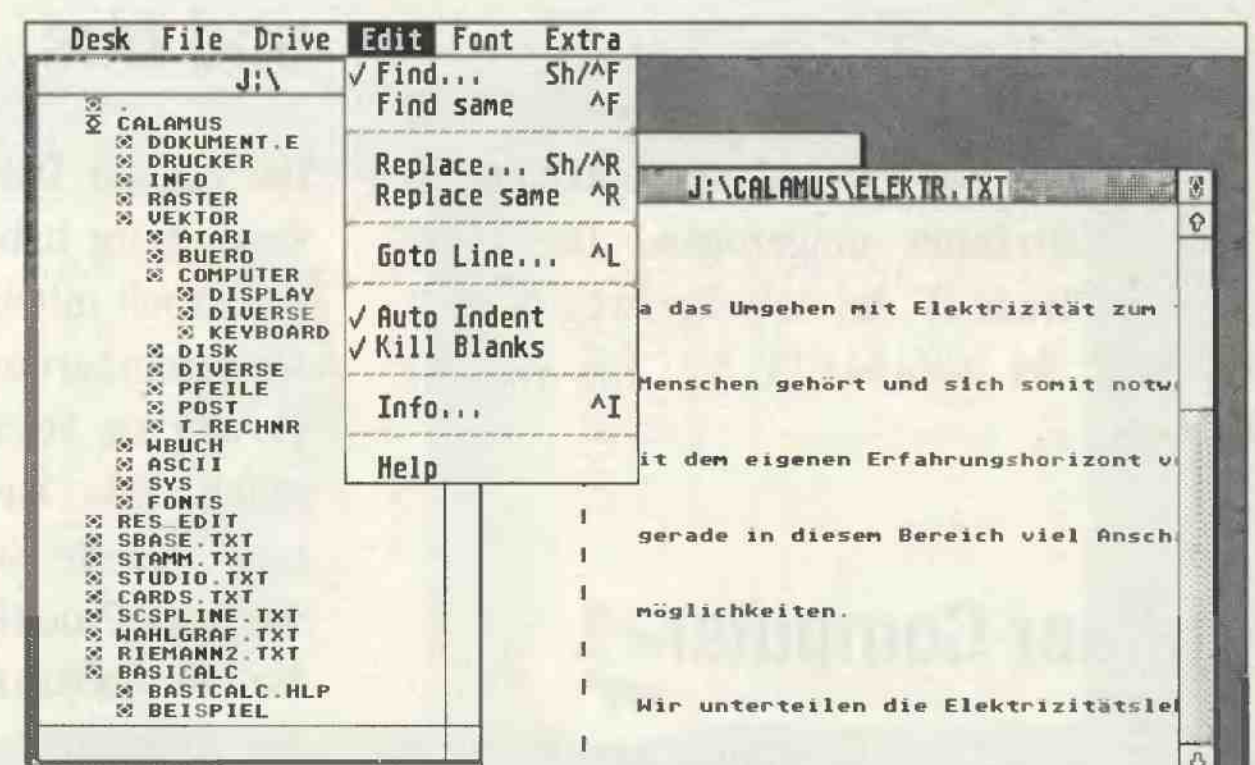 Desk File Drive Edit Font Extra
J:\
.
CALAMUS
DOKUMENT.E
DRUCKER
INFO
RASTER
VEKTOR
ATARI
BUERO
COMPUTER
DISPLAY
DIVERSE
KEYBOARD
DISK
DIVERSE
PFEILE
POST
T_RECHNR
WBUCH
ASCII
SYS
FONTS
RES_EDIT
SBASE.TXT
STAMM.TXT
STUDIO.TXT
CARDS.TXT
SCSPLINE.TXT
WAHLGRAF.TXT
RIEMANN2.TXT
BASICALC
BASICALC.HLP
BEISPIEL
√ Find... Sh/^F
Find same ^F
Replace... Sh/^R
Replace same ^R
Goto Line... ^L
√ Auto Indent
√ Kill Blanks
Info... ^I
Help
J:\CALAMUS\ELEKTR.TXT
a das Umgehen mit Elektrizität zum
Menschen gehört und sich somit notw
it dem eigenen Erfahrungshorizont v
gerade in diesem Bereich viel Ansch
möglichkeiten.
Wir unterteilen die Elektrizitätsle